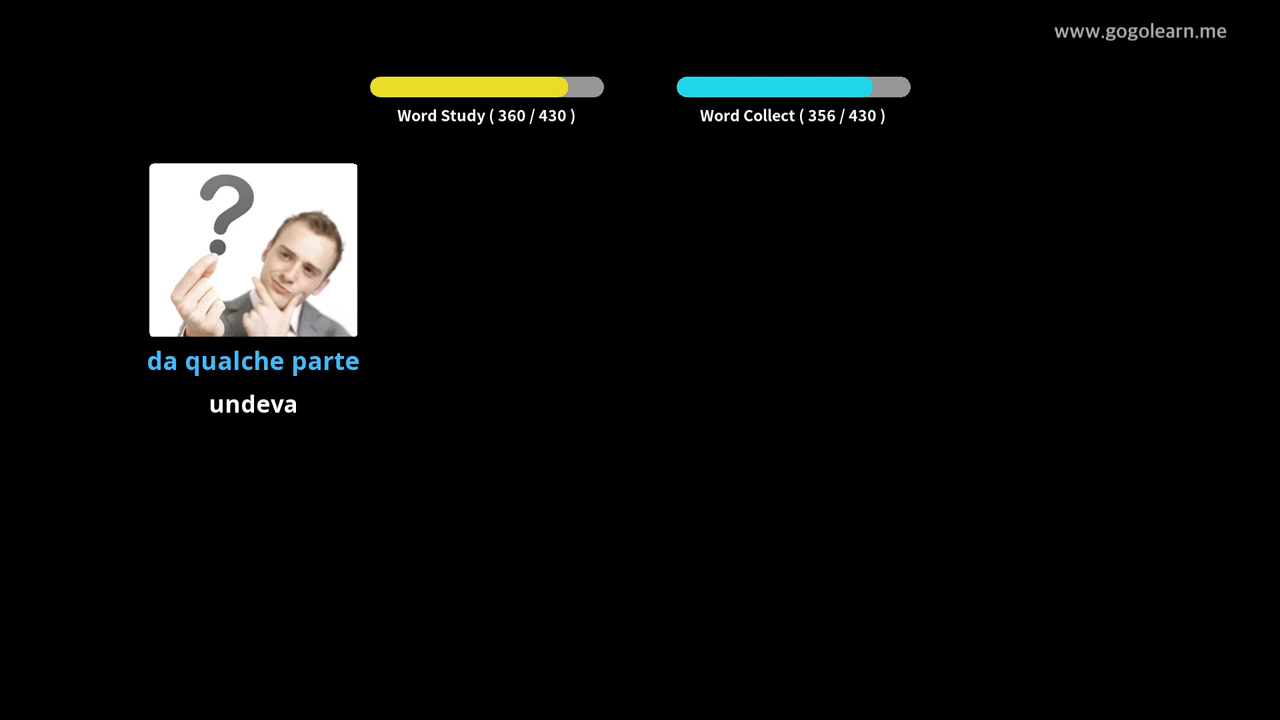 www.gogolearn.me
Word Study ( 360 / 430 )
Word Collect ( 356 / 430 )
?
da qualche parte
undeva